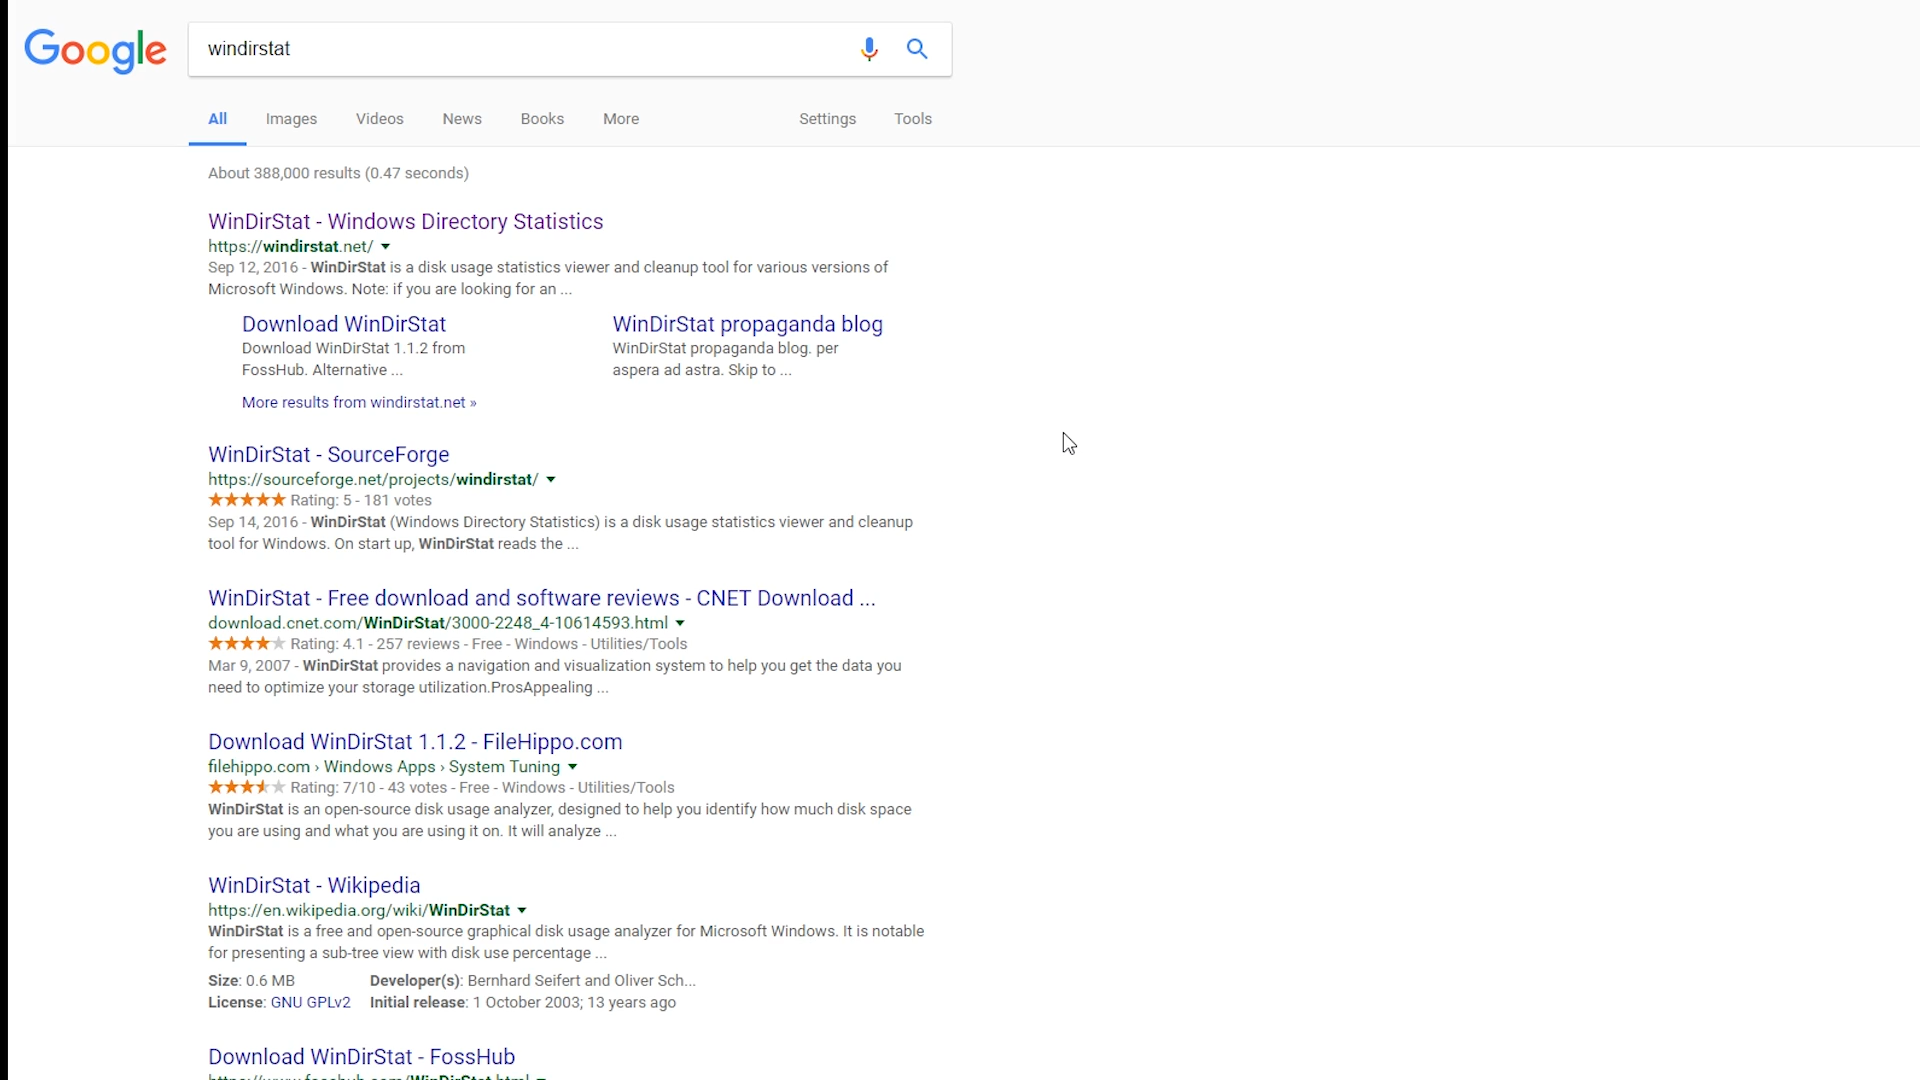 Google
windirstat
All Images Videos News Books More Settings Tools
About 388,000 results (0.47 seconds)
WinDirStat - Windows Directory Statistics
https://windirstat.net/
Sep 12, 2016 - WinDirStat is a disk usage statistics viewer and cleanup tool for various versions of
Microsoft Windows. Note: if you are looking for an ...
Download WinDirStat
Download WinDirStat 1.1.2 from
FossHub. Alternative ...
WinDirStat propaganda blog
WinDirStat propaganda blog. per
aspera ad astra. Skip to ...
More results from windirstat.net »
WinDirStat - SourceForge
https://sourceforge.net/projects/windirstat/
Rating: 5 - 181 votes
Sep 14, 2016 - WinDirStat (Windows Directory Statistics) is a disk usage statistics viewer and cleanup
tool for Windows. On start up, WinDirStat reads the ...
WinDirStat - Free download and software reviews - CNET Download ...
download.cnet.com/WinDirStat/3000-2248_4-10614593.html
Rating: 4.1 - 257 reviews - Free - Windows - Utilities/Tools
Mar 9, 2007 - WinDirStat provides a navigation and visualization system to help you get the data you
need to optimize your storage utilization.ProsAppealing ...
Download WinDirStat 1.1.2 - FileHippo.com
filehippo.com › Windows Apps › System Tuning
Rating: 7/10 - 43 votes - Free - Windows - Utilities/Tools
WinDirStat is an open-source disk usage analyzer, designed to help you identify how much disk space
you are using and what you are using it on. It will analyze ...
WinDirStat - Wikipedia
https://en.wikipedia.org/wiki/WinDirStat
WinDirStat is a free and open-source graphical disk usage analyzer for Microsoft Windows. It is notable
for presenting a sub-tree view with disk use percentage ...
Size: 0.6 MB Developer(s): Bernhard Seifert and Oliver Sch...
License: GNU GPLv2 Initial release: 1 October 2003; 13 years ago
Download WinDirStat - FossHub
https://www.fosshub.com/WinDirStat.html